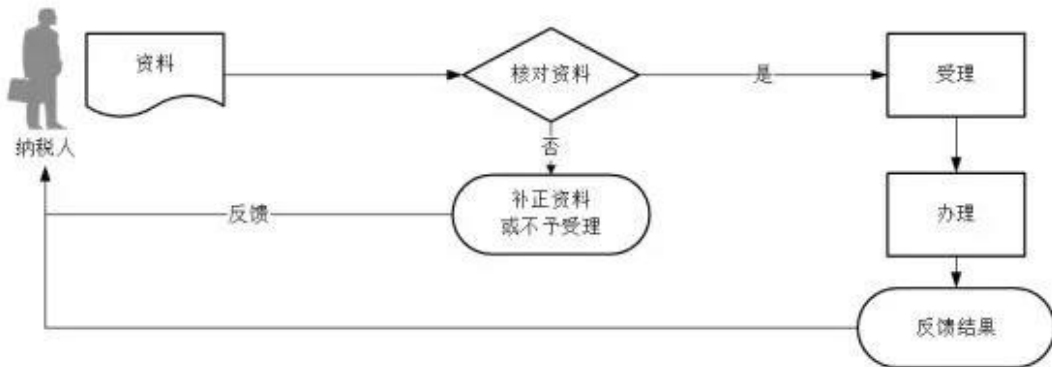 资料
核对资料
是
受理
纳税人
否
补正资料
或不予受理
反馈
办理
反馈结果